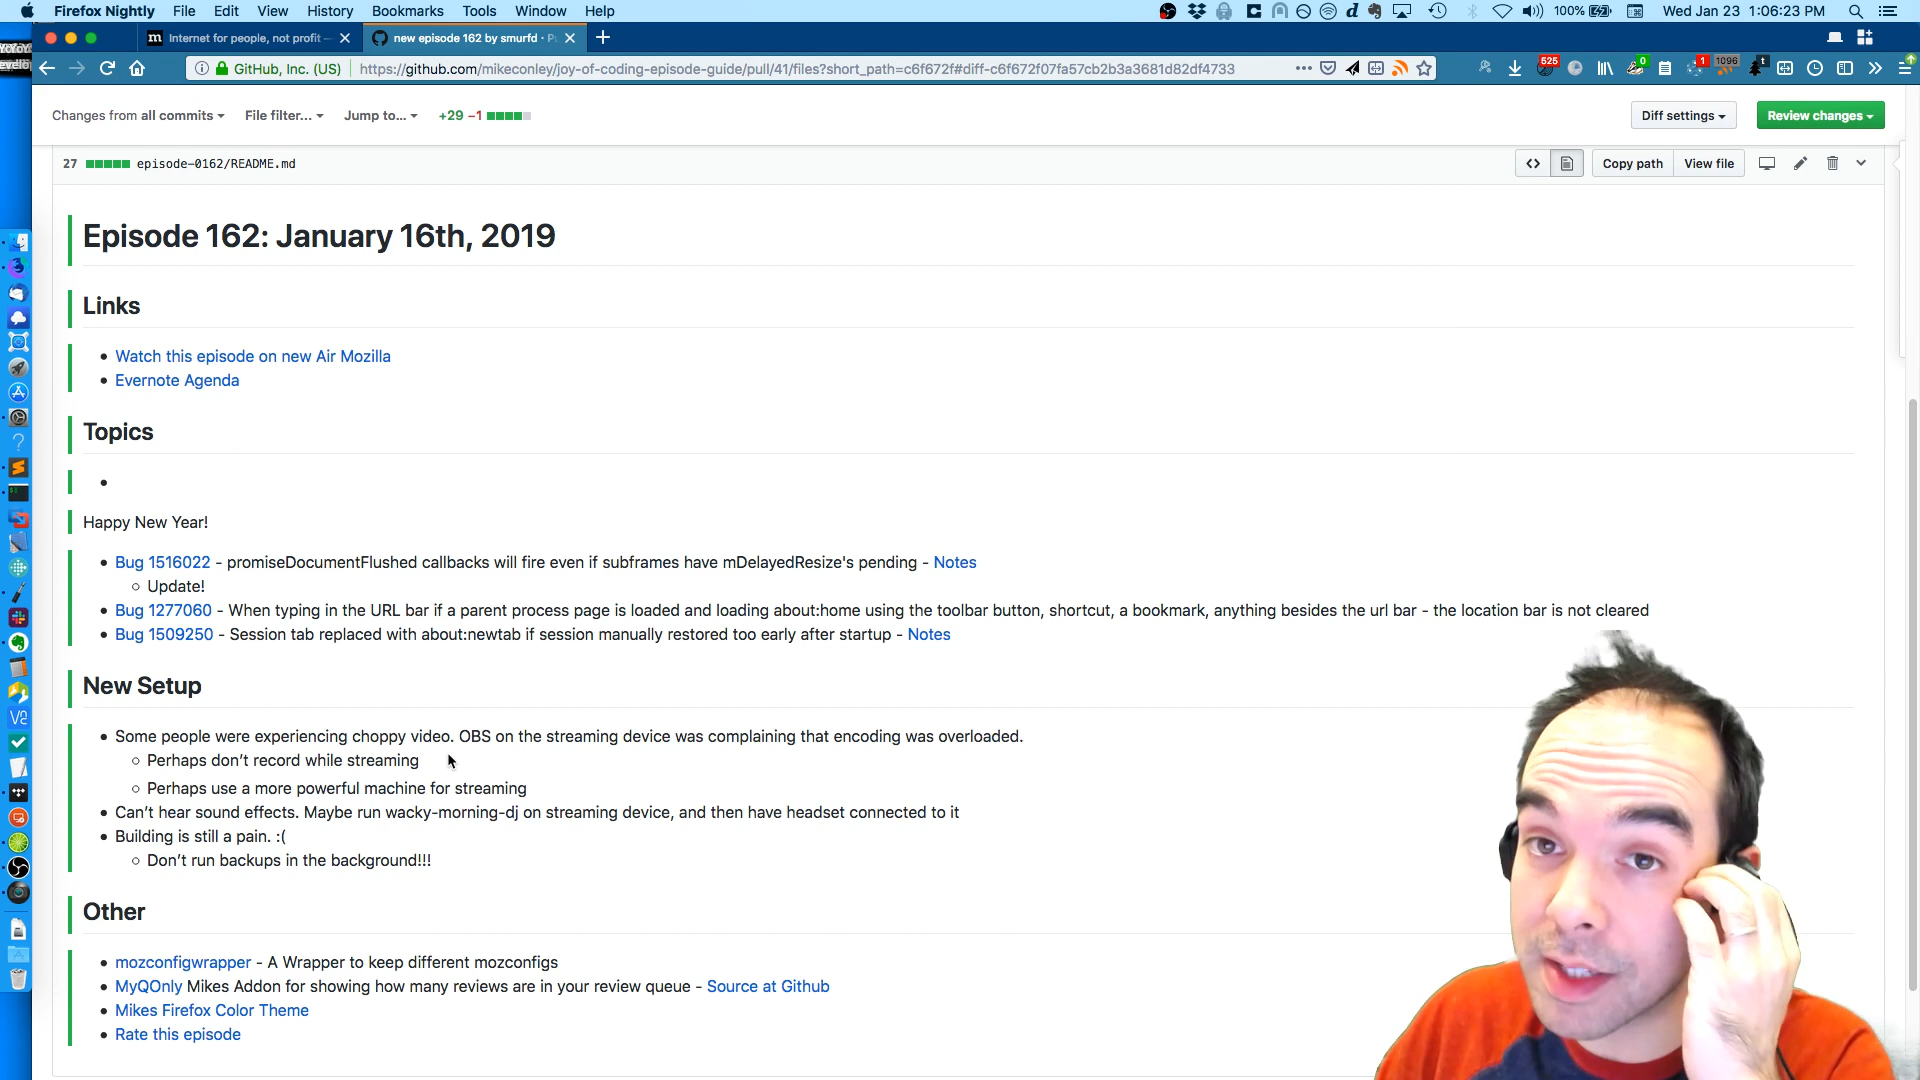 Firefox Nightly File Edit View History Bookmarks Tools Window Help
100% Wed Jan 23 1:06:23 PM
Internet for people, not profit —
new episode 162 by smurfd ·
GitHub, Inc. (US) https://github.com/mikeconley/joy-of-coding-episode-guide/pull/41/files?short_path=c6f672f#diff-c6f672f07fa57cb2b3a3681d82df4733
525 0 1 1096
Changes from all commits File filter... Jump to... +29 −1
Diff settings Review changes
27 episode-0162/README.md
<> Copy path View file
Episode 162: January 16th, 2019
Links
• Watch this episode on new Air Mozilla
• Evernote Agenda
Topics
•
Happy New Year!
• Bug 1516022 - promiseDocumentFlushed callbacks will fire even if subframes have mDelayedResize's pending - Notes
○ Update!
• Bug 1277060 - When typing in the URL bar if a parent process page is loaded and loading about:home using the toolbar button, shortcut, a bookmark, anything besides the url bar - the location bar is not cleared
• Bug 1509250 - Session tab replaced with about:newtab if session manually restored too early after startup - Notes
New Setup
• Some people were experiencing choppy video. OBS on the streaming device was complaining that encoding was overloaded.
○ Perhaps don’t record while streaming
○ Perhaps use a more powerful machine for streaming
• Can’t hear sound effects. Maybe run wacky-morning-dj on streaming device, and then have headset connected to it
• Building is still a pain. :(
○ Don’t run backups in the background!!!
Other
• mozconfigwrapper - A Wrapper to keep different mozconfigs
• MyQOnly Mikes Addon for showing how many reviews are in your review queue - Source at Github
• Mikes Firefox Color Theme
• Rate this episode